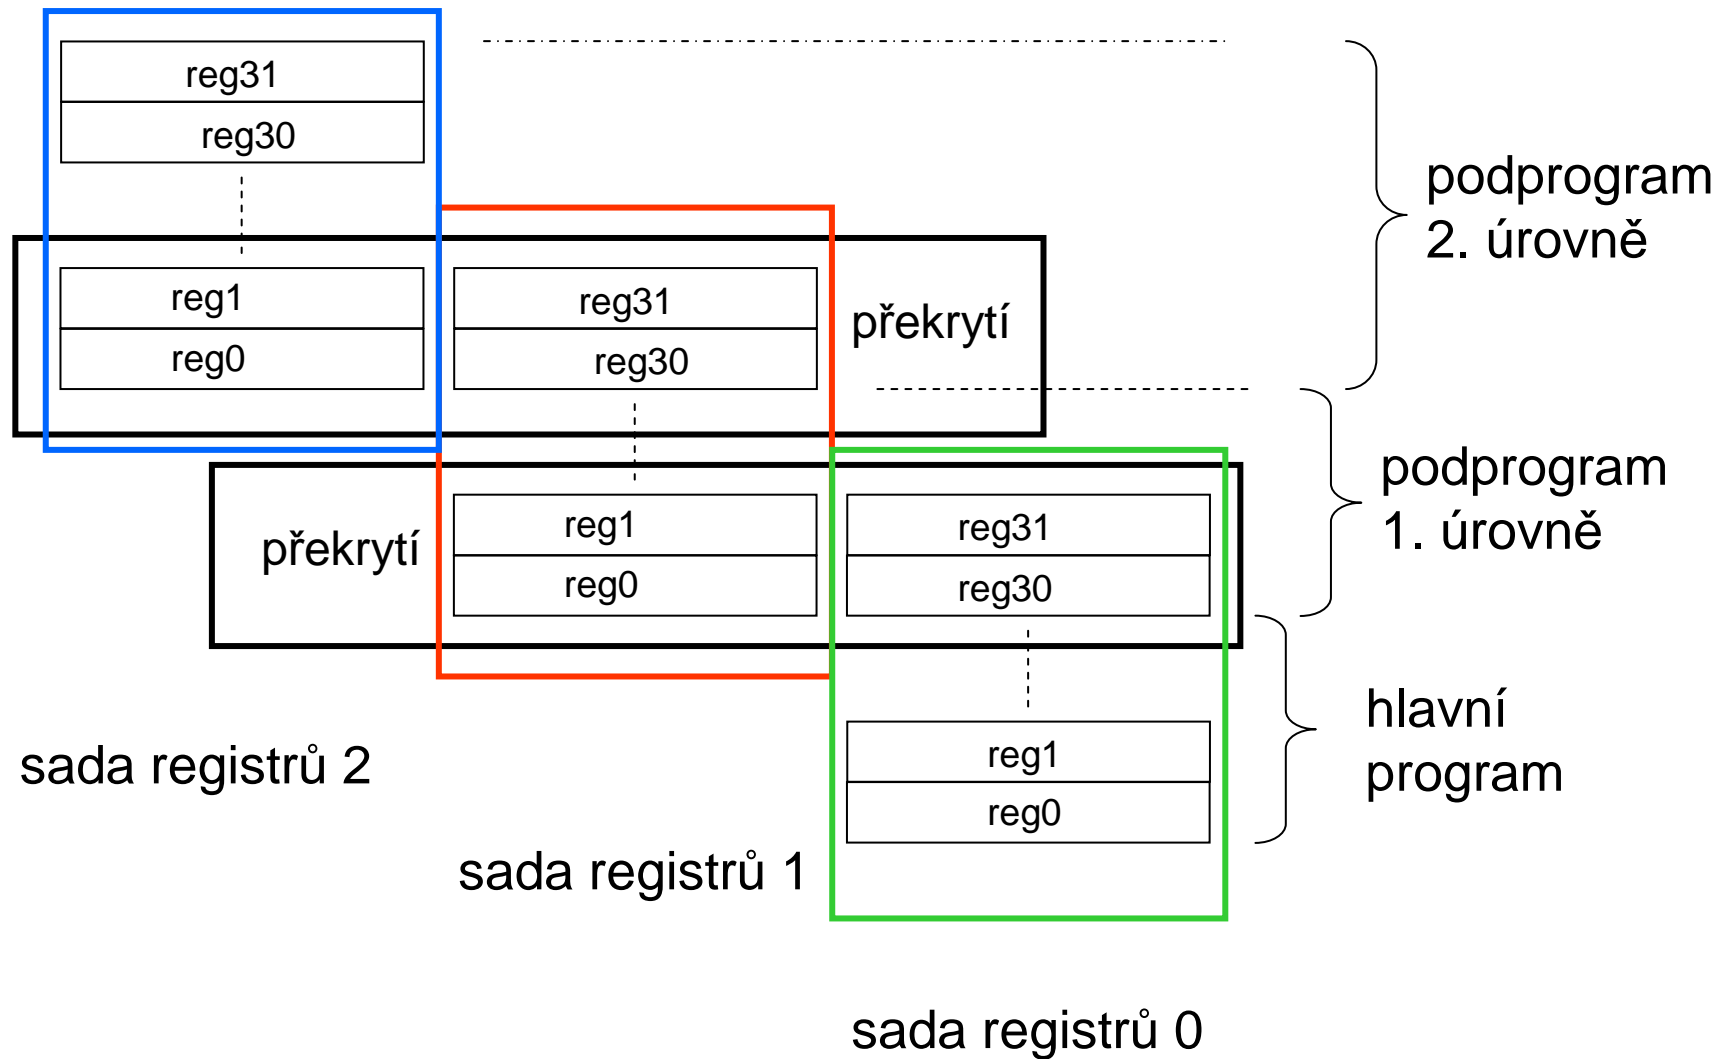 reg31
reg30
podprogram
2. úrovně
reg1
reg31
překrytí
reg0
reg30
podprogram
1. úrovně
reg1
reg31
překrytí
reg0
reg30
hlavní
program
reg1
reg0
sada registrů 2
sada registrů 1
sada registrů 0